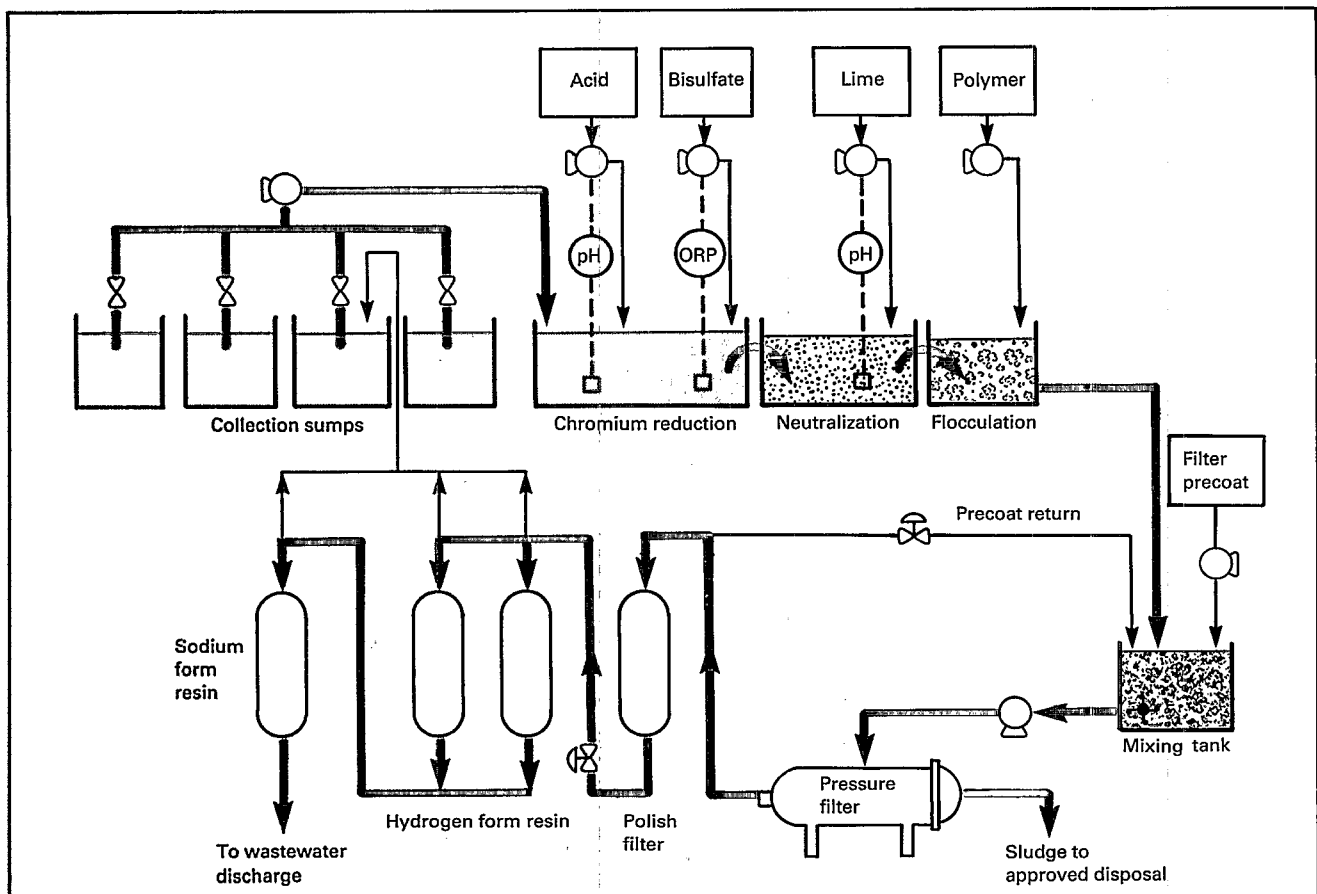 Acid
Bisulfate
Lime
Polymer
pH
ORP
pH
Collection sumps
Chromium reduction
Neutralization
Flocculation
Filter
precoat
Precoat return
Sodium
form
resin
Mixing tank
Pressure
filter
Hydrogen form resin
Polish
filter
To wastewater
discharge
Sludge to
approved disposal